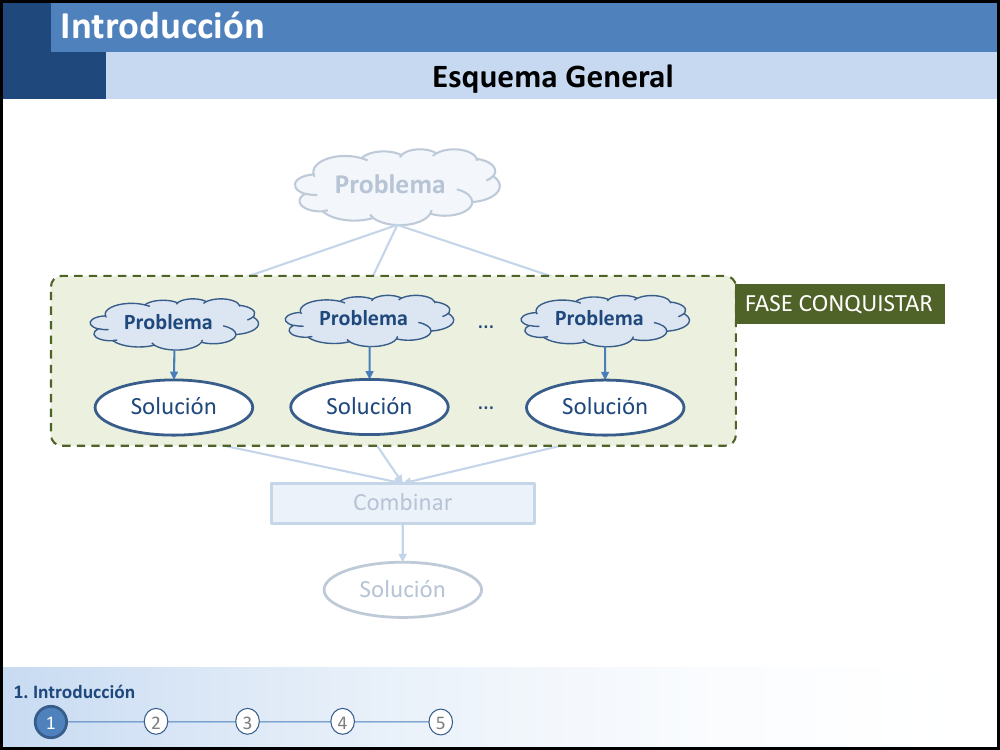 Introducción
Esquema General
Problema
FASE CONQUISTAR
Problema Problema ... Problema
Solución Solución ... Solución
Combinar
Solución
1. Introducción
1 2 3 4 5